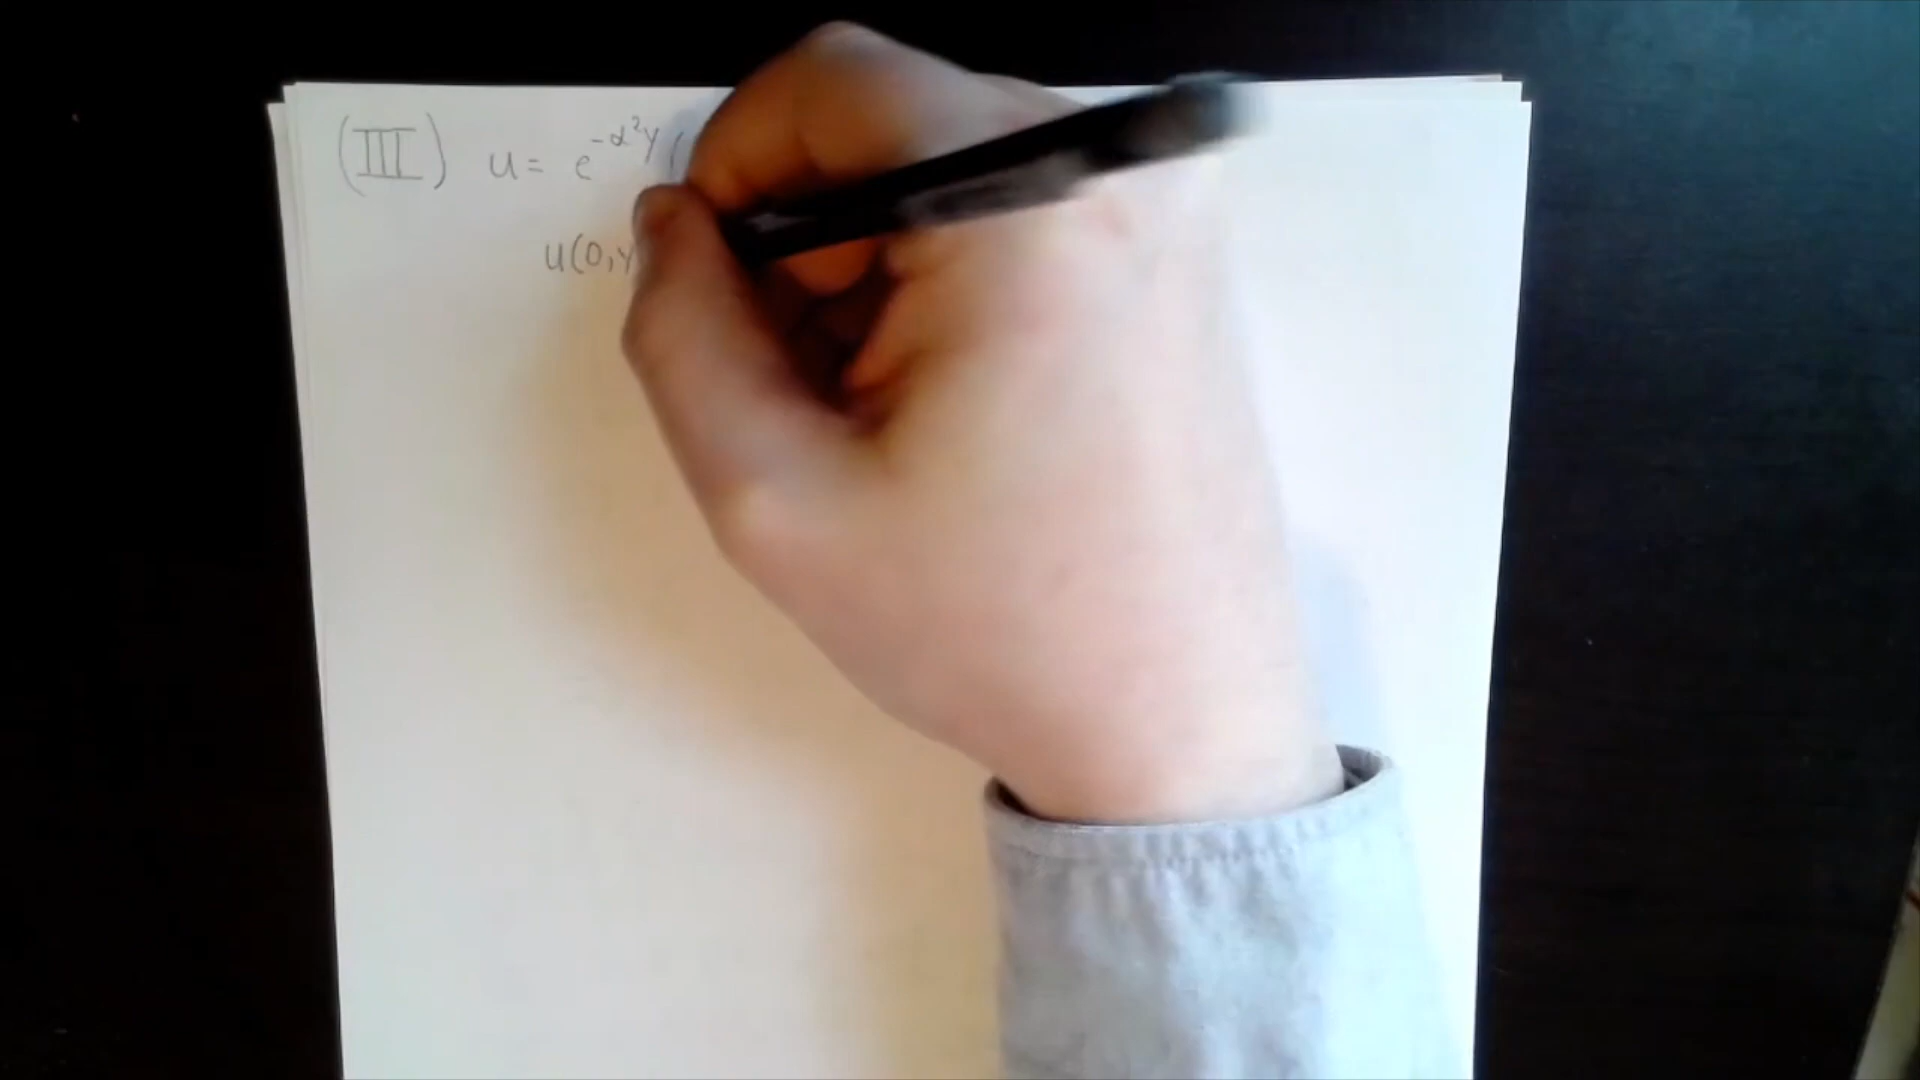 (III) u= e^{-α²y} (
u(0,y